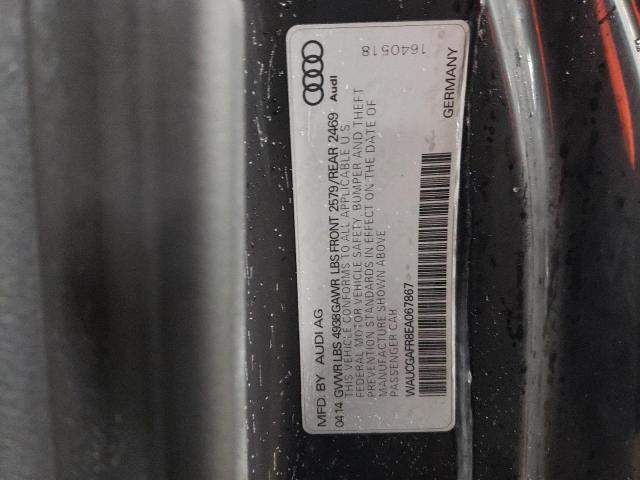 MFD. BY AUDI AG
Audi
04 14 GVWR LBS 4938 GAWR LBS FRONT 2579/REAR 2469
THIS VEHICLE CONFORMS TO ALL APPLICABLE U.S.
FEDERAL MOTOR VEHICLE SAFETY, BUMPER AND THEFT
PREVENTION STANDARDS IN EFFECT ON THE DATE OF
MANUFACTURE SHOWN ABOVE
PASSENGER CAR
1640518
WAUCGAFR8EA067867
GERMANY